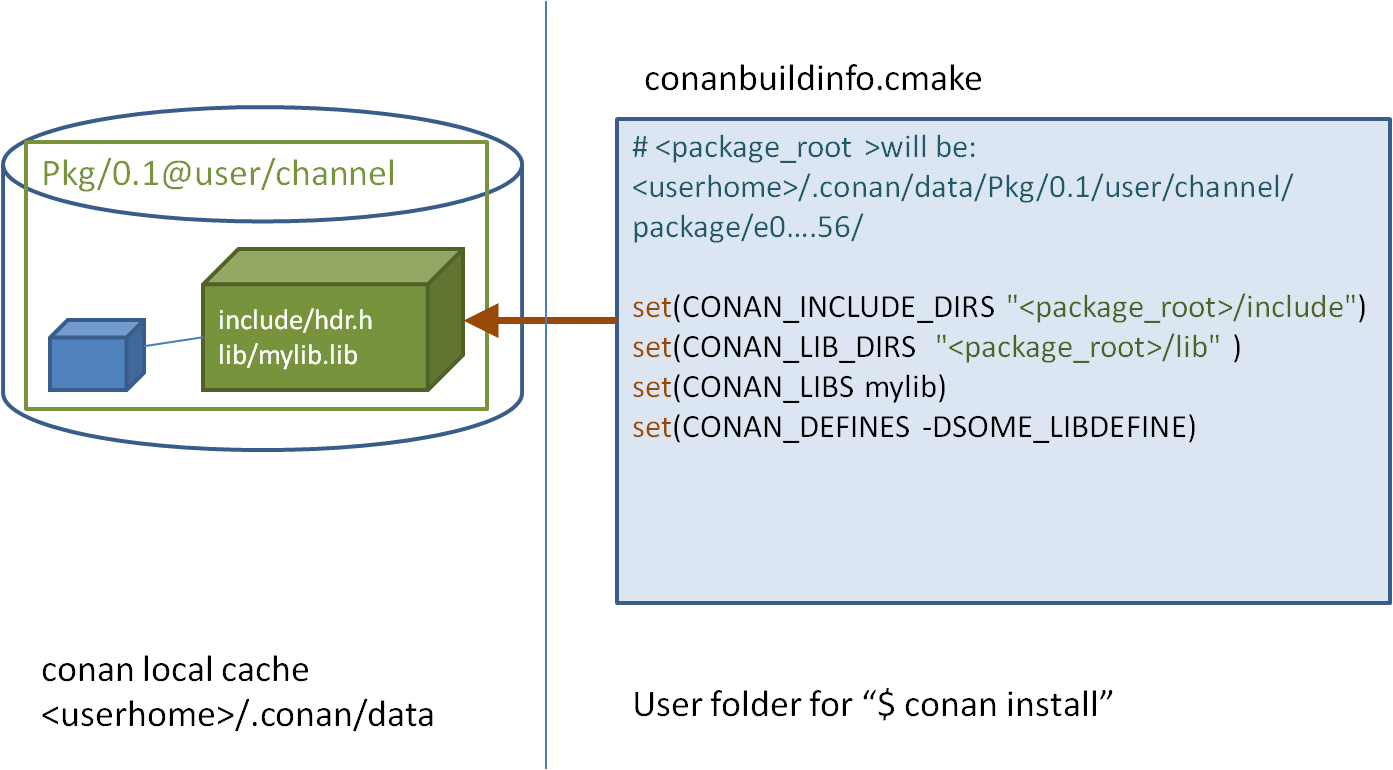 conanbuildinfo.cmake
Pkg/0.1@user/channel
include/hdr.h
lib/mylib.lib
# <package_root >will be:
<userhome>/.conan/data/Pkg/0.1/user/channel/
package/e0....56/
set(CONAN_INCLUDE_DIRS "<package_root>/include")
set(CONAN_LIB_DIRS "<package_root>/lib" )
set(CONAN_LIBS mylib)
set(CONAN_DEFINES -DSOME_LIBDEFINE)
conan local cache
<userhome>/.conan/data
User folder for “$ conan install”